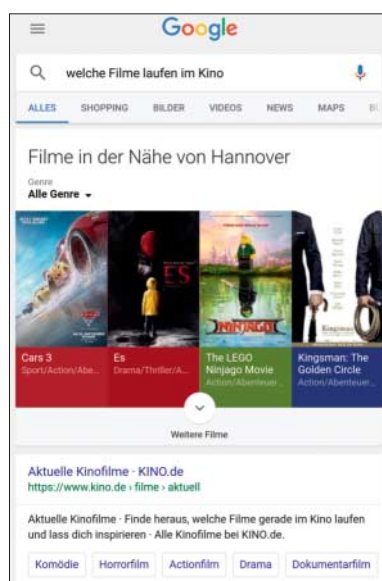 Google
welche Filme laufen im Kino
ALLES SHOPPING BILDER VIDEOS NEWS MAPS
Filme in der Nähe von Hannover
Genre
Alle Genre
ES
NINJAGO
Kingsman
Cars 3
Sport/Action/Abe...
Es
Drama/Thriller/A...
The LEGO
Ninjago Movie
Action/Abenteuer...
Kingsman: The
Golden Circle
Action/Abenteuer...
Weitere Filme
Aktuelle Kinofilme · KINO.de
https://www.kino.de › filme › aktuell
Aktuelle Kinofilme · Finde heraus, welche Filme gerade im Kino laufen
und lass dich inspirieren · Alle Kinofilme bei KINO.de.
Komödie Horrorfilm Actionfilm Drama Dokumentarfilm